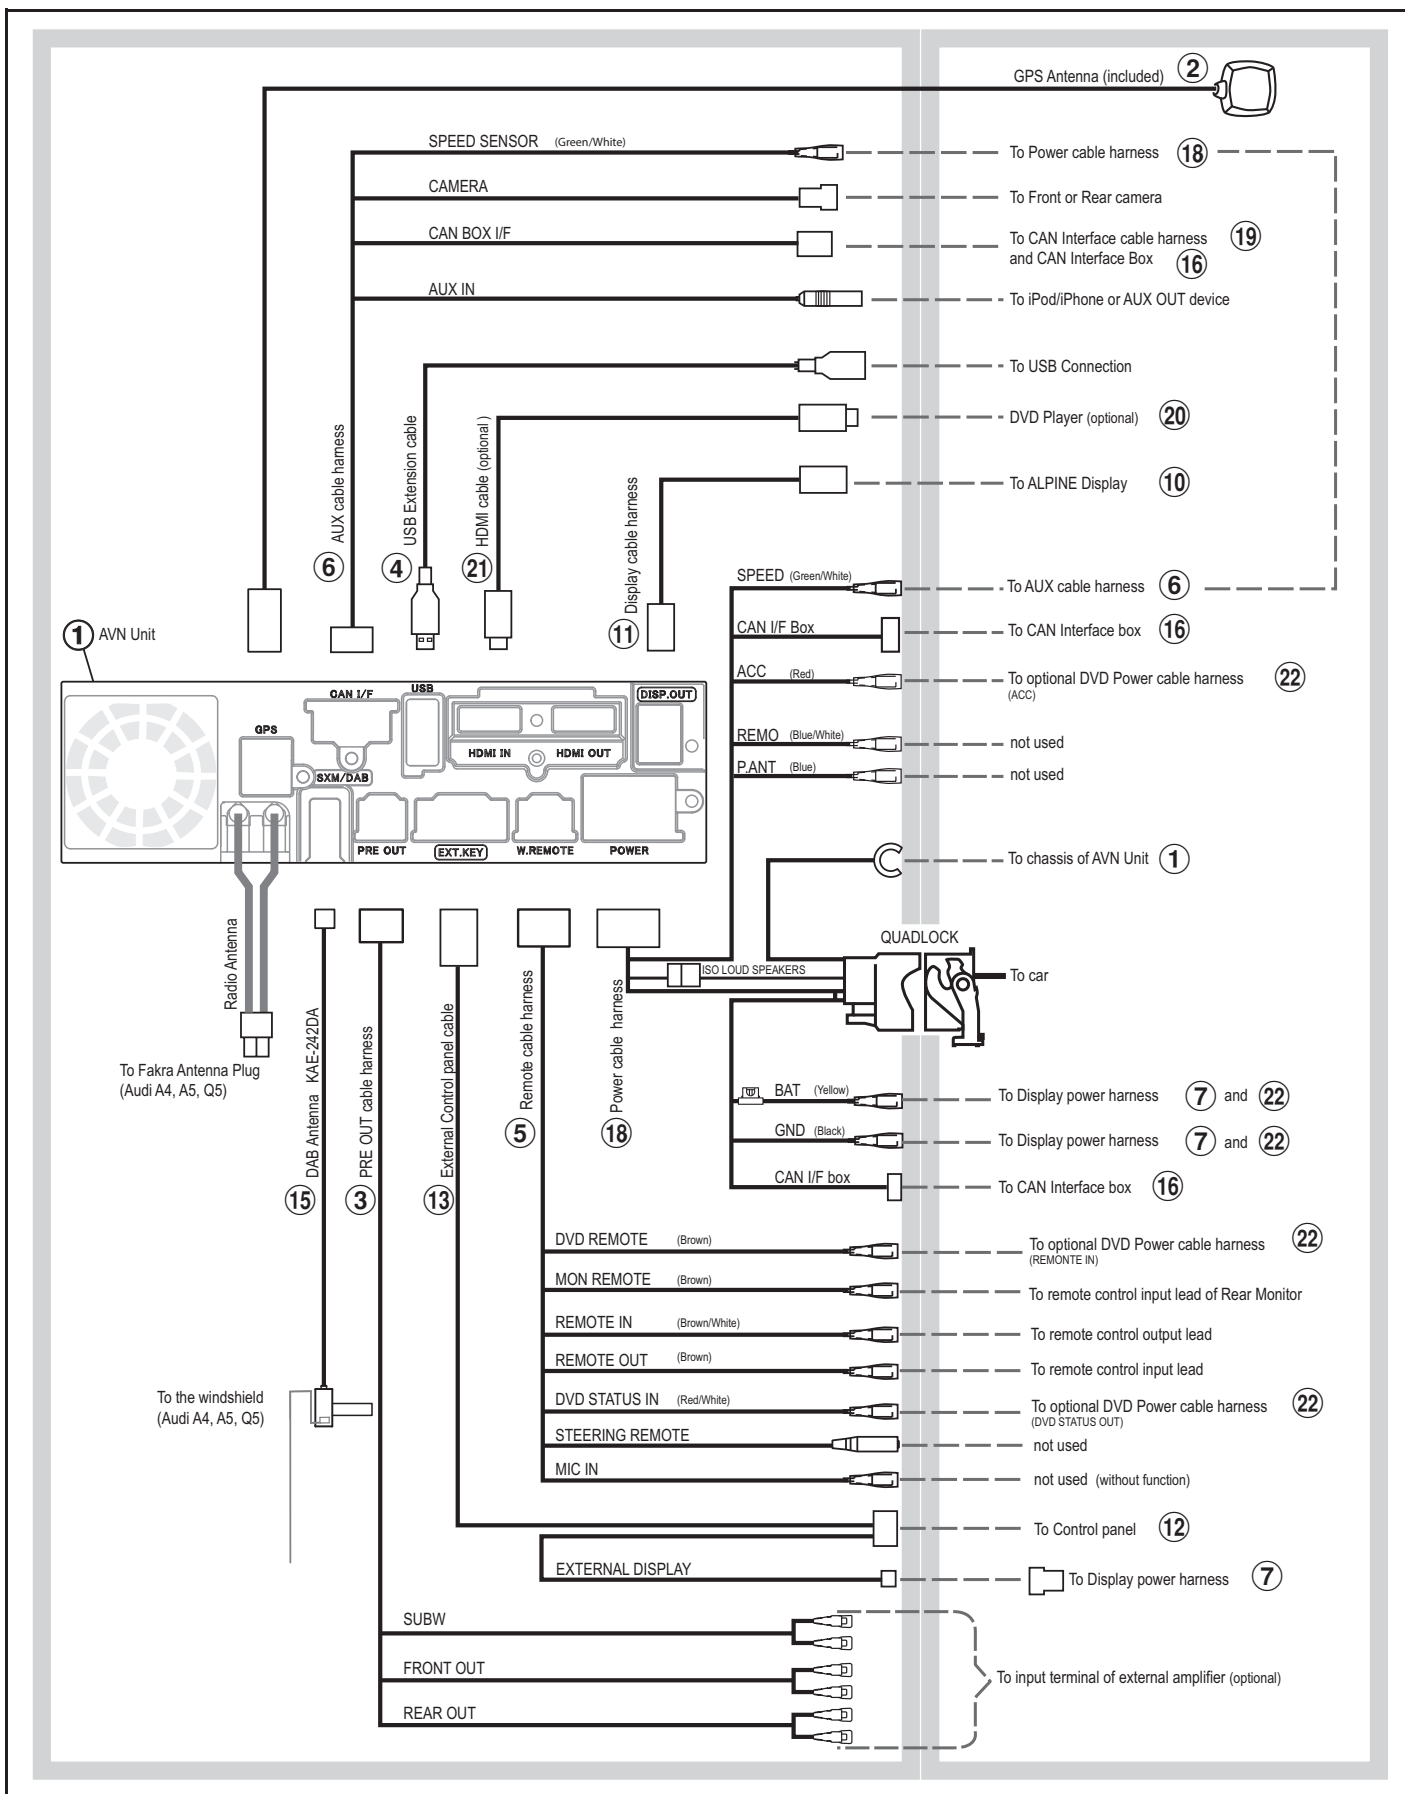 GPS Antenna (included) 2
SPEED SENSOR (Green/White)
To Power cable harness 18
CAMERA
To Front or Rear camera
CAN BOX I/F
To CAN Interface cable harness 19
and CAN Interface Box 16
AUX IN
To iPod/iPhone or AUX OUT device
To USB Connection
DVD Player (optional) 20
To ALPINE Display 10
AUX cable harness
6
USB Extension cable
4
HDMI cable (optional)
21
Display cable harness
11
SPEED (Green/White)
To AUX cable harness 6
CAN I/F Box
To CAN Interface box 16
ACC (Red)
To optional DVD Power cable harness 22
(ACC)
REMO (Blue/White)
not used
P.ANT (Blue)
not used
1 AVN Unit
CAN I/F
USB
DISP.OUT
GPS
HDMI IN
HDMI OUT
SXM/DAB
PRE OUT
EXT.KEY
W.REMOTE
POWER
To chassis of AVN Unit 1
QUADLOCK
ISO LOUD SPEAKERS
To car
Radio Antenna
To Fakra Antenna Plug
(Audi A4, A5, Q5)
DAB Antenna KAE-242DA
15
PRE OUT cable harness
3
External Control panel cable
13
Remote cable harness
5
Power cable harness
18
BAT (Yellow)
To Display power harness 7 and 22
GND (Black)
To Display power harness 7 and 22
CAN I/F box
To CAN Interface box 16
DVD REMOTE (Brown)
To optional DVD Power cable harness 22
(REMONTE IN)
MON REMOTE (Brown)
To remote control input lead of Rear Monitor
REMOTE IN (Brown/White)
To remote control output lead
REMOTE OUT (Brown)
To remote control input lead
DVD STATUS IN (Red/White)
To optional DVD Power cable harness 22
(DVD STATUS OUT)
STEERING REMOTE
not used
MIC IN
not used (without function)
To the windshield
(Audi A4, A5, Q5)
To Control panel 12
EXTERNAL DISPLAY
To Display power harness 7
SUBW
FRONT OUT
To input terminal of external amplifier (optional)
REAR OUT